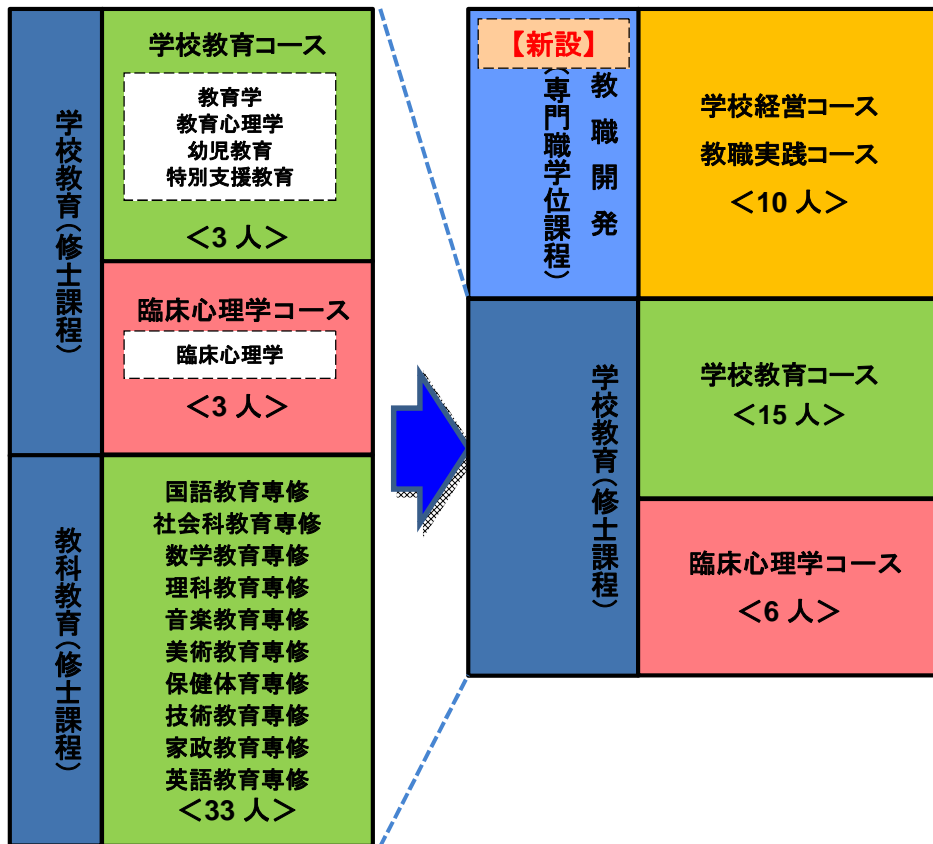 学校教育(修士課程)
学校教育コース
教育学
教育心理学
幼児教育
特別支援教育
＜3 人＞
臨床心理学コース
臨床心理学
＜3 人＞
教科教育(修士課程)
国語教育専修
社会科教育専修
数学教育専修
理科教育専修
音楽教育専修
美術教育専修
保健体育専修
技術教育専修
家政教育専修
英語教育専修
＜33 人＞
【新設】
教職開発
(専門職学位課程)
学校経営コース
教職実践コース
＜10 人＞
学校教育(修士課程)
学校教育コース
＜15 人＞
臨床心理学コース
＜6 人＞